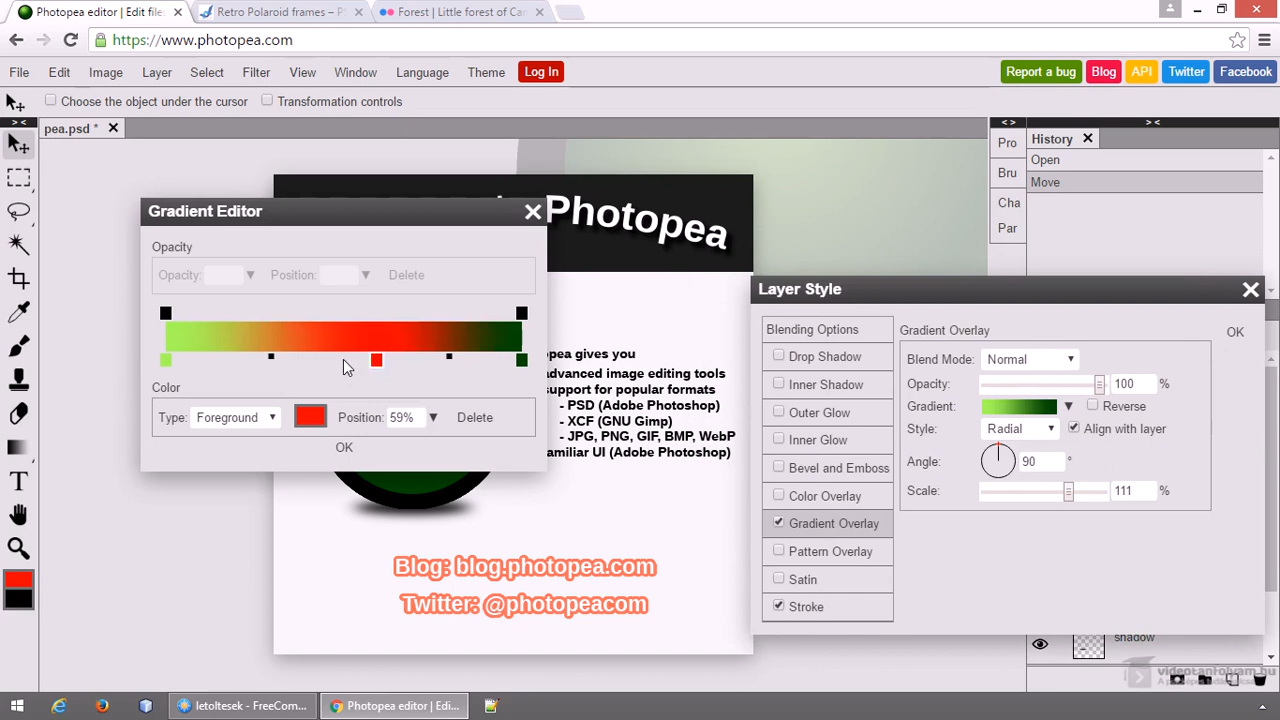 Photopea editor | Edit file
Retro Polaroid frames – P
Forest | Little forest of Car
https://www.photopea.com
File Edit Image Layer Select Filter View Window Language Theme Log In Report a bug Blog API Twitter Facebook
Choose the object under the cursor Transformation controls
> < < > > <
pea.psd *
History
Open
Move
Pro
Bru
Cha
Par
Photopea
Gradient Editor
Opacity
Opacity: Position: Delete
Color
Type: Foreground Position: 59% Delete
OK
opea gives you
advanced image editing tools
support for popular formats
- PSD (Adobe Photoshop)
- XCF (GNU Gimp)
- JPG, PNG, GIF, BMP, WebP
amiliar UI (Adobe Photoshop)
Blog: blog.photopea.com
Twitter: @photopeacom
Layer Style
Blending Options
Drop Shadow
Inner Shadow
Outer Glow
Inner Glow
Bevel and Emboss
Color Overlay
Gradient Overlay
Pattern Overlay
Satin
Stroke
Gradient Overlay
OK
Blend Mode: Normal
Opacity: 100 %
Gradient: Reverse
Style: Radial Align with layer
Angle: 90 °
Scale: 111 %
shadow
videotanfolyam.hu
letoltesek - FreeCom...
Photopea editor | Edi...